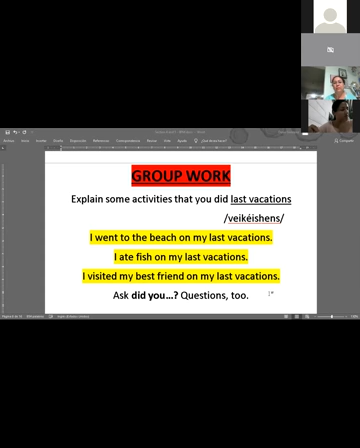 GROUP WORK
Explain some activities that you did last vacations
/veikéishens/
I went to the beach on my last vacations.
I ate fish on my last vacations.
I visited my best friend on my last vacations.
Ask did you...? Questions, too.